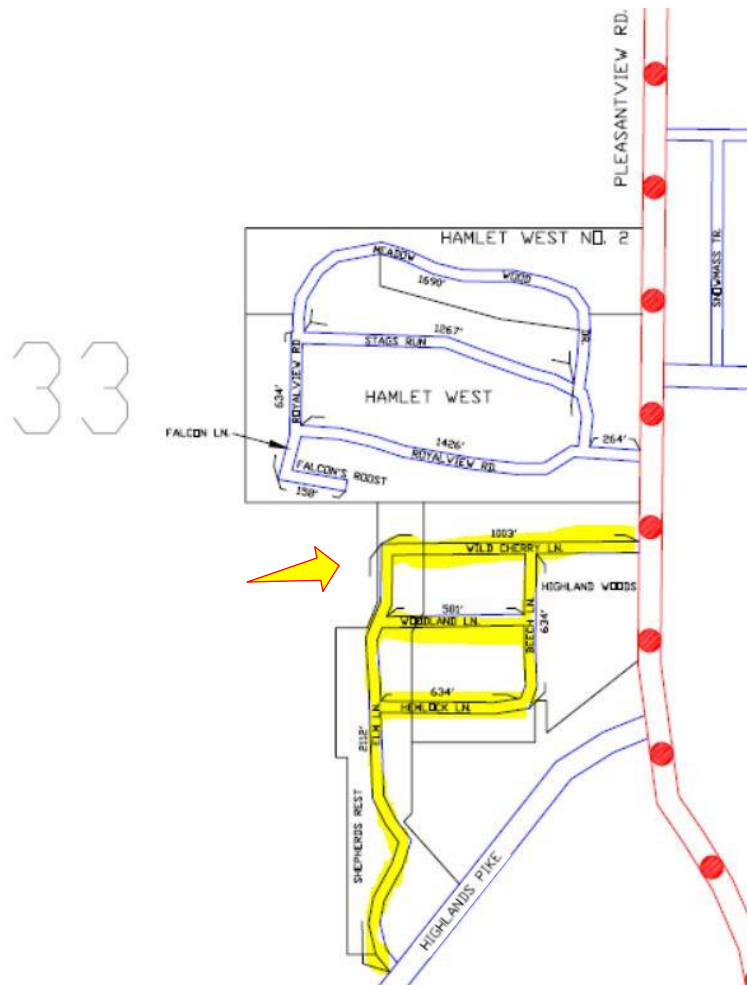 PLEASANTVIEW RD.
SNOWMASS TR.
HAMLET WEST NO. 2
MEADOW
WOOD
DR.
1690'
1267'
STAGS RUN
33
634'
ROYALVIEW RD
HAMLET WEST
FALCON LN.
1426'
ROYALVIEW RD.
264'
FALCON'S ROOST
158'
1003'
WILD CHERRY LN.
HIGHLAND WOODS
581'
WOODLAND LN.
BEECH LN.
634'
634'
HEMLOCK LN.
ELM LN.
2112'
SHEPHERDS REST
HIGHLANDS PIKE